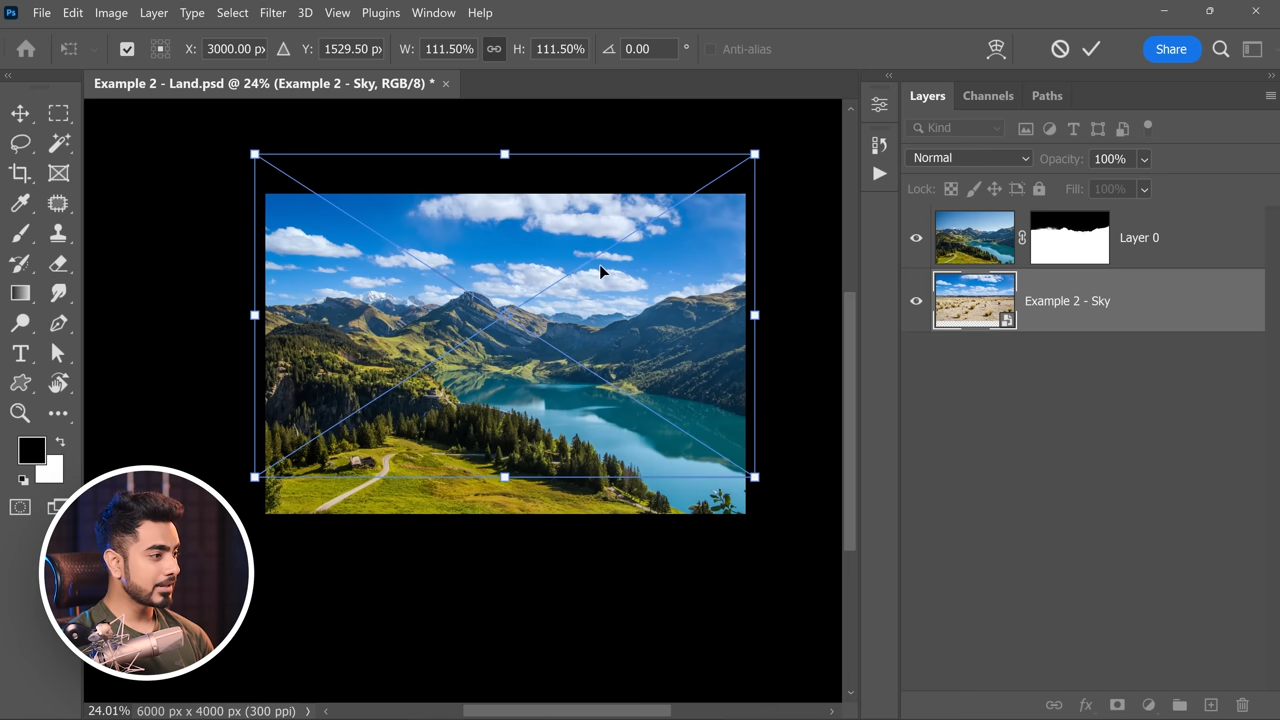 Ps File Edit Image Layer Type Select Filter 3D View Plugins Window Help
X: 3000.00 px Y: 1529.50 px W: 111.50% H: 111.50% 0.00 ° Anti-alias Share
Example 2 - Land.psd @ 24% (Example 2 - Sky, RGB/8) * ×
Layers Channels Paths
Kind
Normal Opacity: 100%
Lock: Fill: 100%
Layer 0
Example 2 - Sky
24.01% 6000 px x 4000 px (300 ppi)